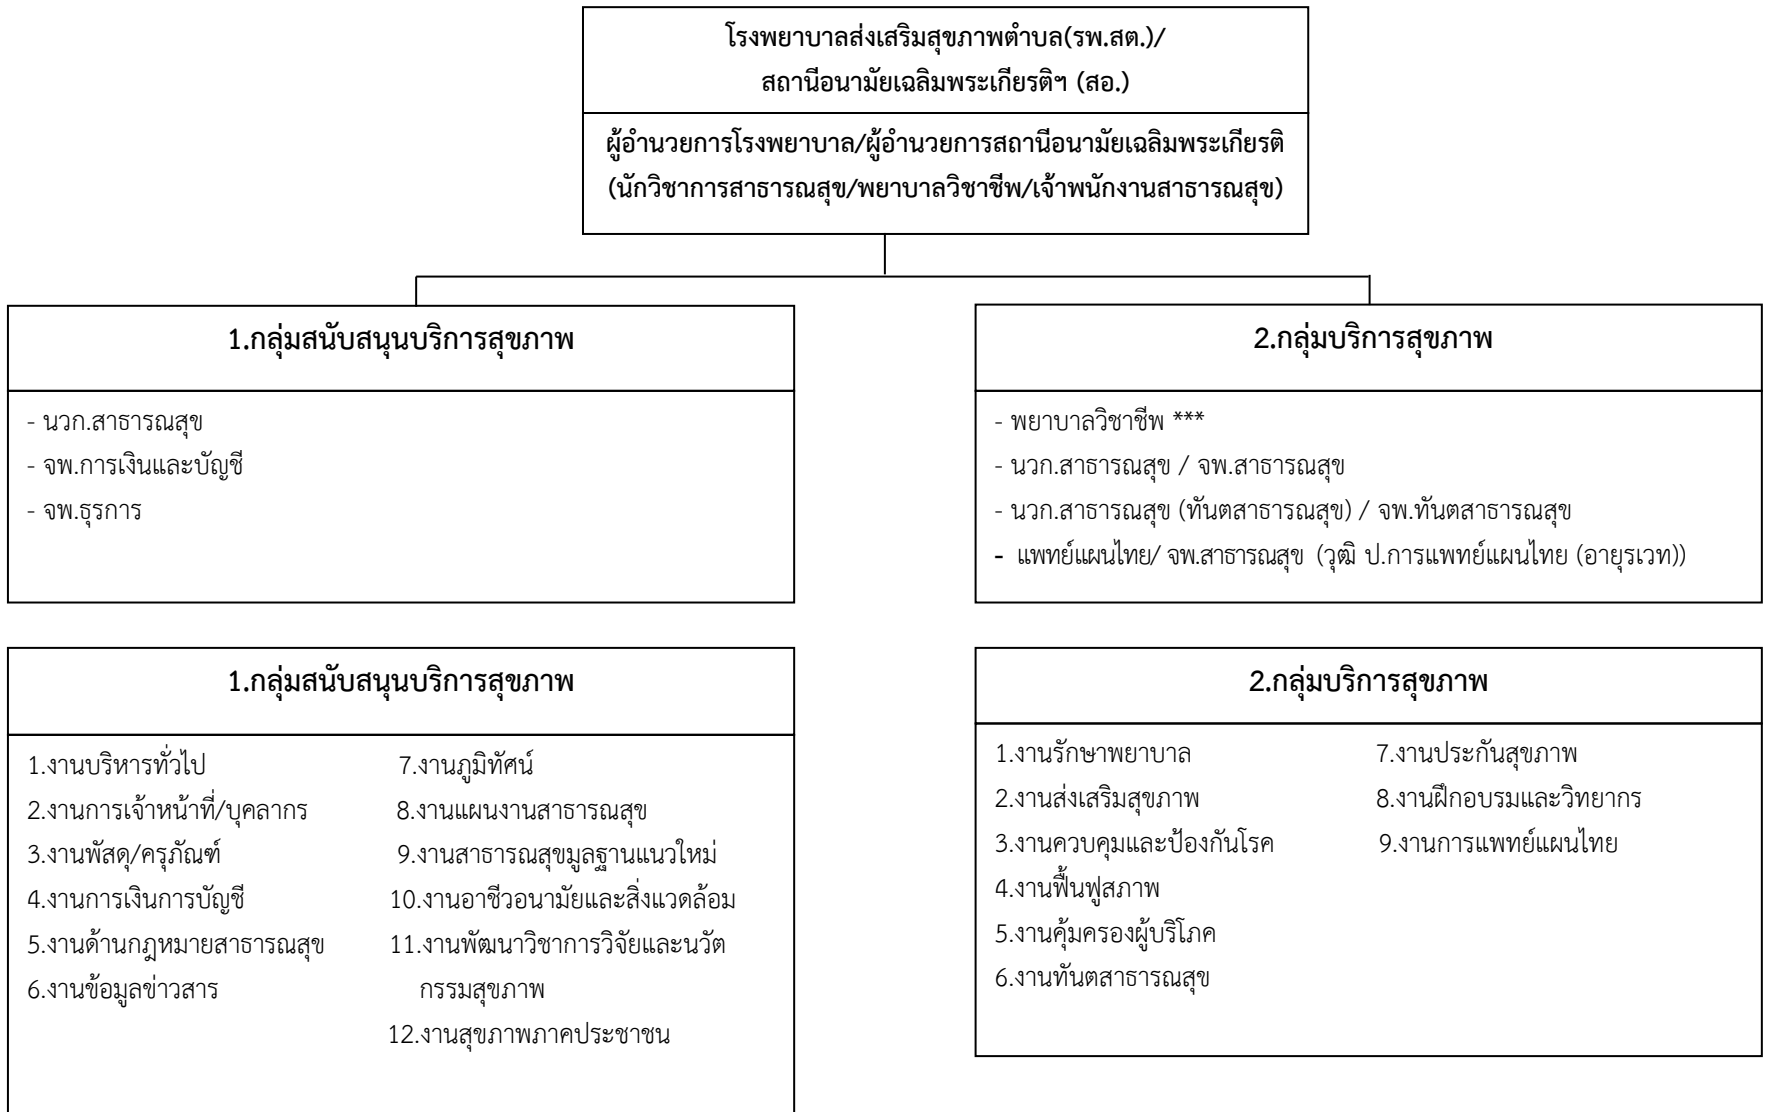 โรงพยาบาลส่งเสริมสุขภาพตำบล(รพ.สต.)/
สถานีอนามัยเฉลิมพระเกียรติฯ (สอ.)
ผู้อำนวยการโรงพยาบาล/ผู้อำนวยการสถานีอนามัยเฉลิมพระเกียรติ
(นักวิชาการสาธารณสุข/พยาบาลวิชาชีพ/เจ้าพนักงานสาธารณสุข)
1.กลุ่มสนับสนุนบริการสุขภาพ
- นวก.สาธารณสุข
- จพ.การเงินและบัญชี
- จพ.ธุรการ
2.กลุ่มบริการสุขภาพ
- พยาบาลวิชาชีพ ***
- นวก.สาธารณสุข / จพ.สาธารณสุข
- นวก.สาธารณสุข (ทันตสาธารณสุข) / จพ.ทันตสาธารณสุข
- แพทย์แผนไทย/ จพ.สาธารณสุข (วุฒิ ป.การแพทย์แผนไทย (อายุรเวท))
1.กลุ่มสนับสนุนบริการสุขภาพ
1.งานบริหารทั่วไป
2.งานการเจ้าหน้าที่/บุคลากร
3.งานพัสดุ/ครุภัณฑ์
4.งานการเงินการบัญชี
5.งานด้านกฎหมายสาธารณสุข
6.งานข้อมูลข่าวสาร
7.งานภูมิทัศน์
8.งานแผนงานสาธารณสุข
9.งานสาธารณสุขมูลฐานแนวใหม่
10.งานอาชีวอนามัยและสิ่งแวดล้อม
11.งานพัฒนาวิชาการวิจัยและนวัต
กรรมสุขภาพ
12.งานสุขภาพภาคประชาชน
2.กลุ่มบริการสุขภาพ
1.งานรักษาพยาบาล
2.งานส่งเสริมสุขภาพ
3.งานควบคุมและป้องกันโรค
4.งานฟื้นฟูสภาพ
5.งานคุ้มครองผู้บริโภค
6.งานทันตสาธารณสุข
7.งานประกันสุขภาพ
8.งานฝึกอบรมและวิทยากร
9.งานการแพทย์แผนไทย